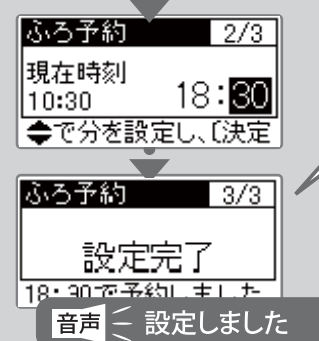 ふろ予約 2/3
現在時刻
10:30 18:30
で分を設定し、〔決定
ふろ予約 3/3
設定完了
18:30で予約しました
音声 設定しました